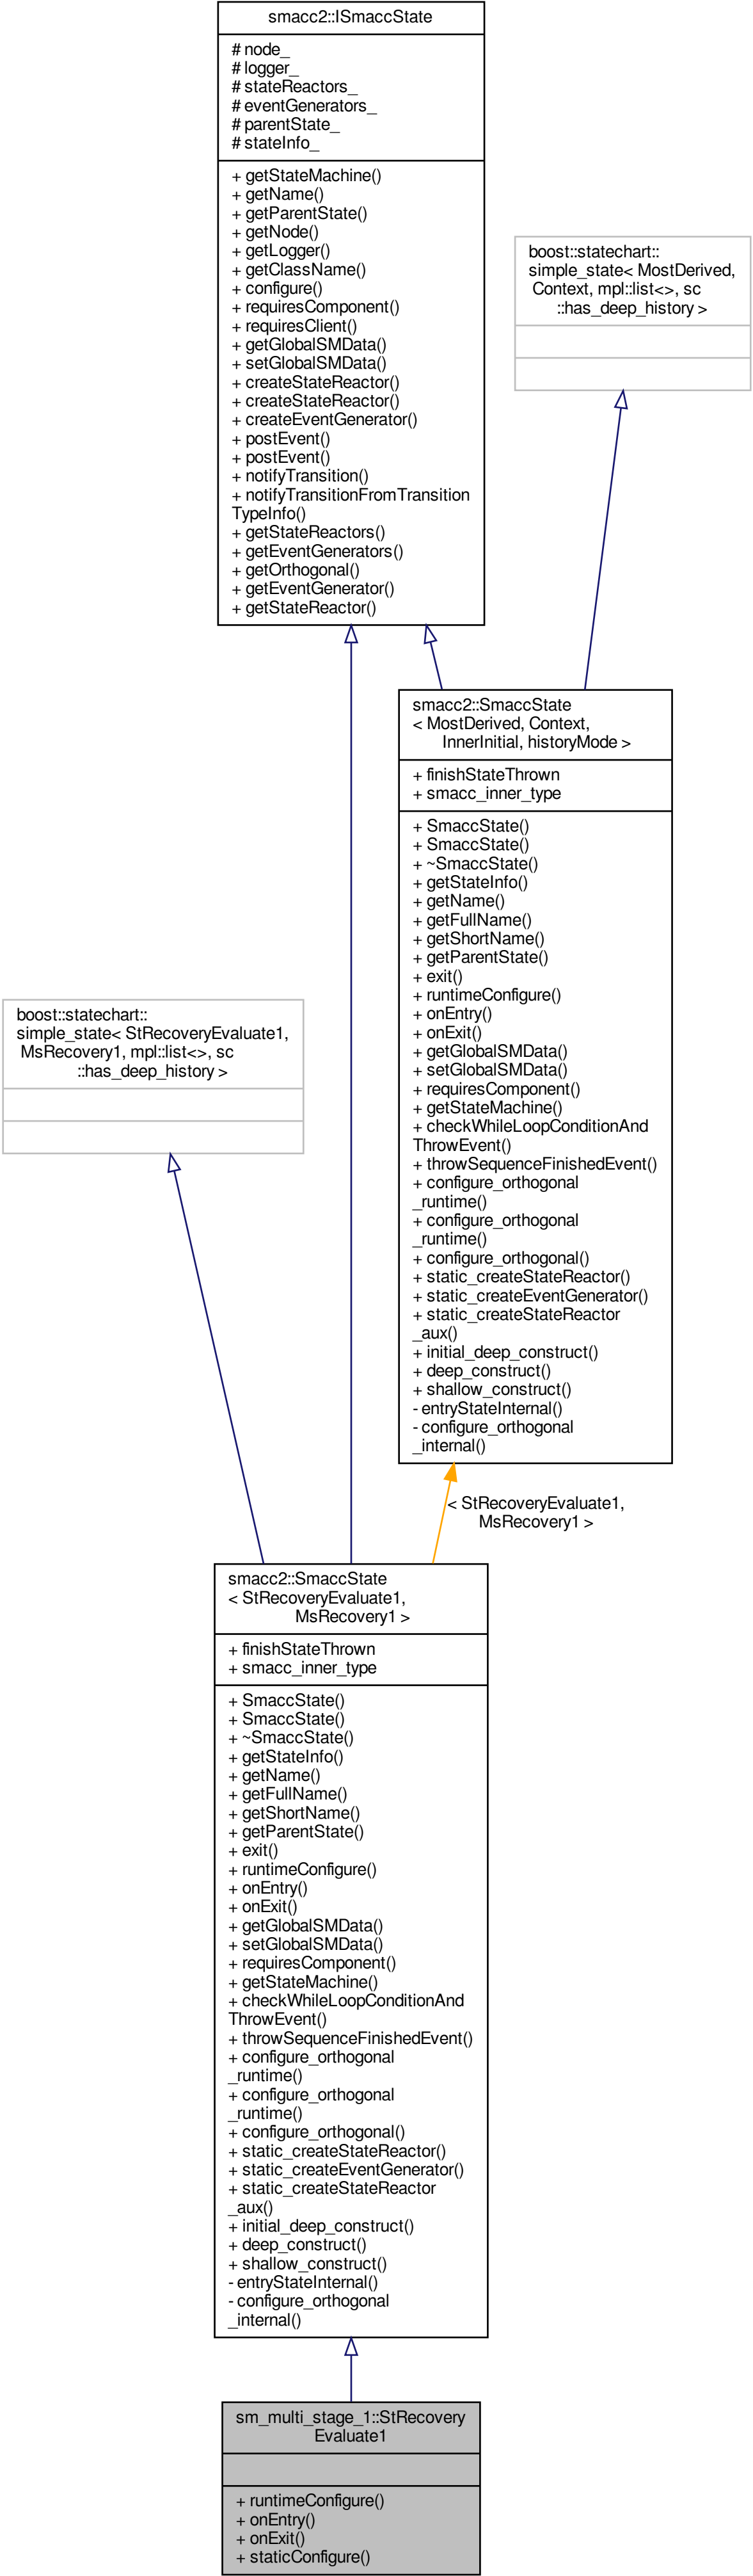 smacc2::ISmaccState
# node_
# logger_
# stateReactors_
# eventGenerators_
# parentState_
# stateInfo_
+ getStateMachine()
+ getName()
+ getParentState()
+ getNode()
+ getLogger()
+ getClassName()
+ configure()
+ requiresComponent()
+ requiresClient()
+ getGlobalSMData()
+ setGlobalSMData()
+ createStateReactor()
+ createStateReactor()
+ createEventGenerator()
+ postEvent()
+ postEvent()
+ notifyTransition()
+ notifyTransitionFromTransition
TypeInfo()
+ getStateReactors()
+ getEventGenerators()
+ getOrthogonal()
+ getEventGenerator()
+ getStateReactor()
boost::statechart::
simple_state< MostDerived,
Context, mpl::list<>, sc
::has_deep_history >
smacc2::SmaccState
< MostDerived, Context,
InnerInitial, historyMode >
+ finishStateThrown
+ smacc_inner_type
+ SmaccState()
+ SmaccState()
+ ~SmaccState()
+ getStateInfo()
+ getName()
+ getFullName()
+ getShortName()
+ getParentState()
+ exit()
+ runtimeConfigure()
+ onEntry()
+ onExit()
+ getGlobalSMData()
+ setGlobalSMData()
+ requiresComponent()
+ getStateMachine()
+ checkWhileLoopConditionAnd
ThrowEvent()
+ throwSequenceFinishedEvent()
+ configure_orthogonal
_runtime()
+ configure_orthogonal
_runtime()
+ configure_orthogonal()
+ static_createStateReactor()
+ static_createEventGenerator()
+ static_createStateReactor
_aux()
+ initial_deep_construct()
+ deep_construct()
+ shallow_construct()
- entryStateInternal()
- configure_orthogonal
_internal()
boost::statechart::
simple_state< StRecoveryEvaluate1,
MsRecovery1, mpl::list<>, sc
::has_deep_history >
< StRecoveryEvaluate1,
MsRecovery1 >
smacc2::SmaccState
< StRecoveryEvaluate1,
MsRecovery1 >
+ finishStateThrown
+ smacc_inner_type
+ SmaccState()
+ SmaccState()
+ ~SmaccState()
+ getStateInfo()
+ getName()
+ getFullName()
+ getShortName()
+ getParentState()
+ exit()
+ runtimeConfigure()
+ onEntry()
+ onExit()
+ getGlobalSMData()
+ setGlobalSMData()
+ requiresComponent()
+ getStateMachine()
+ checkWhileLoopConditionAnd
ThrowEvent()
+ throwSequenceFinishedEvent()
+ configure_orthogonal
_runtime()
+ configure_orthogonal
_runtime()
+ configure_orthogonal()
+ static_createStateReactor()
+ static_createEventGenerator()
+ static_createStateReactor
_aux()
+ initial_deep_construct()
+ deep_construct()
+ shallow_construct()
- entryStateInternal()
- configure_orthogonal
_internal()
sm_multi_stage_1::StRecovery
Evaluate1
+ runtimeConfigure()
+ onEntry()
+ onExit()
+ staticConfigure()